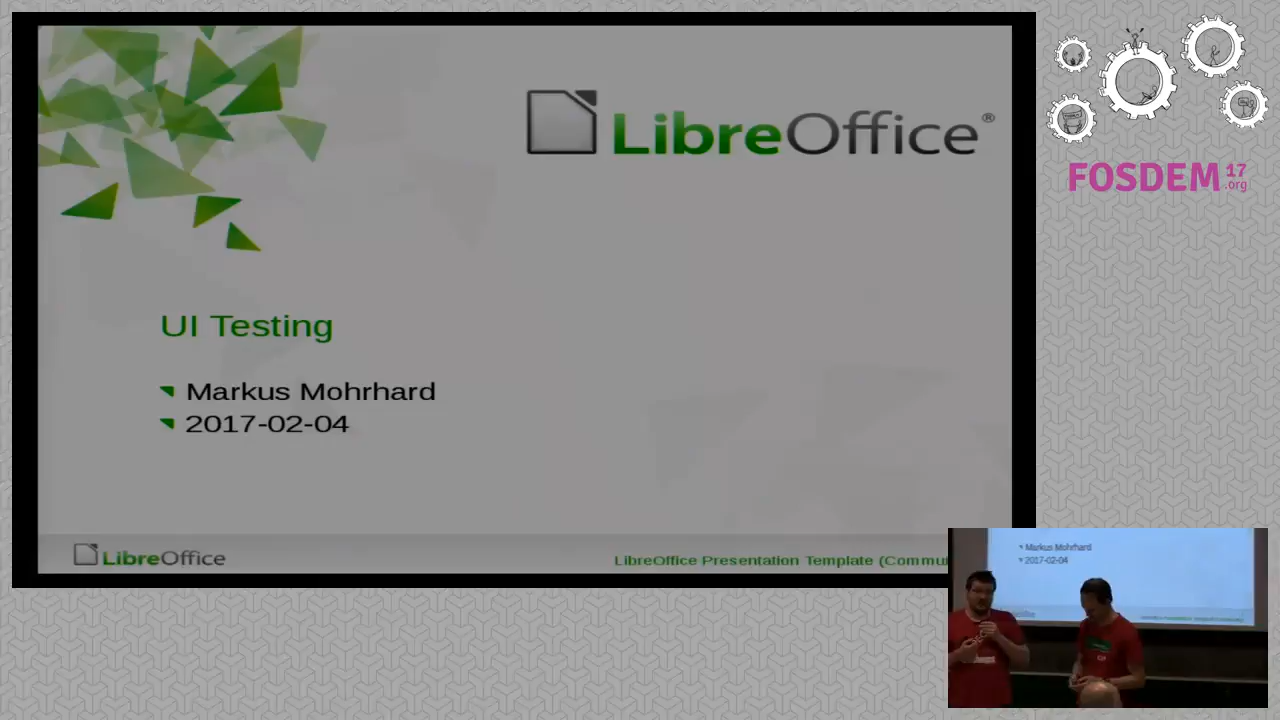 LibreOffice®
FOSDEM 17
.org
UI Testing
Markus Mohrhard
2017-02-04
LibreOffice
LibreOffice Presentation Template (Commu
Markus Mohrhard
2017-02-04